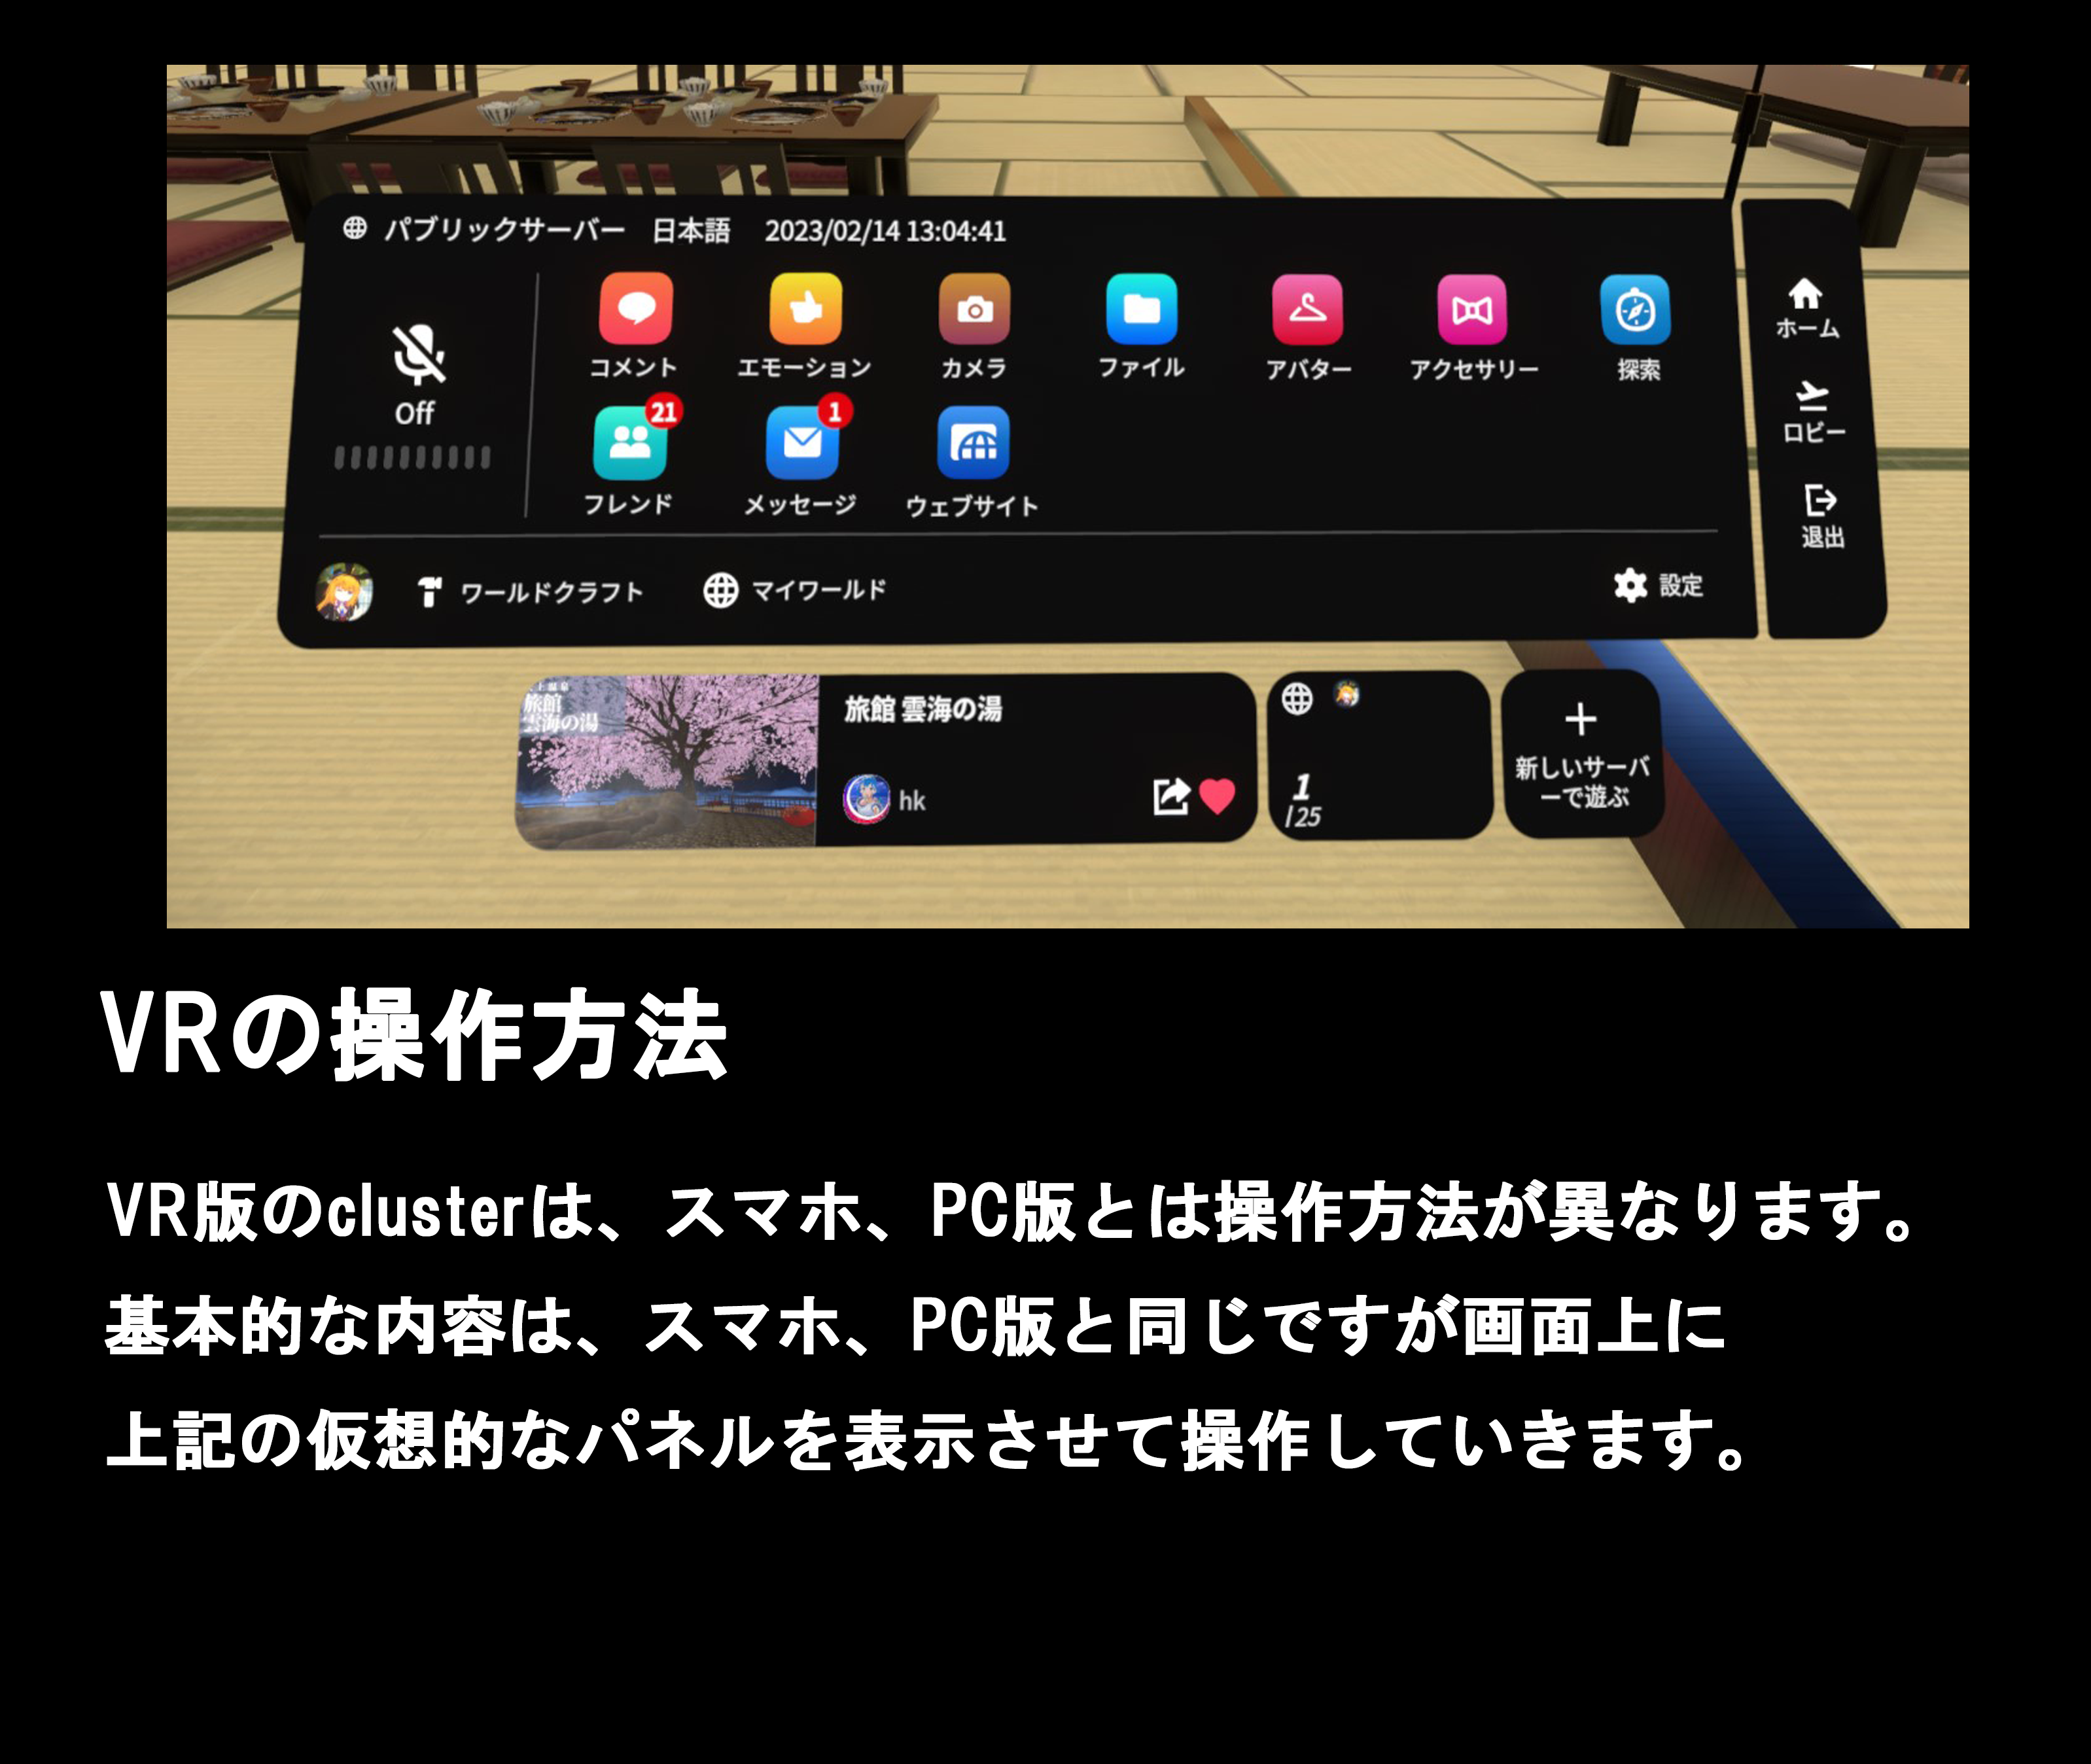 パブリックサーバー 日本語 2023/02/14 13:04:41
Off
コメント
エモーション
カメラ
ファイル
アバター
アクセサリー
探索
21
フレンド
1
メッセージ
ウェブサイト
ワールドクラフト
マイワールド
設定
ホーム
ロビー
退出
旅館
雲海の湯
旅館 雲海の湯
hk
1
/25
新しいサーバ
ーで遊ぶ
VRの操作方法
VR版のclusterは、スマホ、PC版とは操作方法が異なります。
基本的な内容は、スマホ、PC版と同じですが画面上に
上記の仮想的なパネルを表示させて操作していきます。